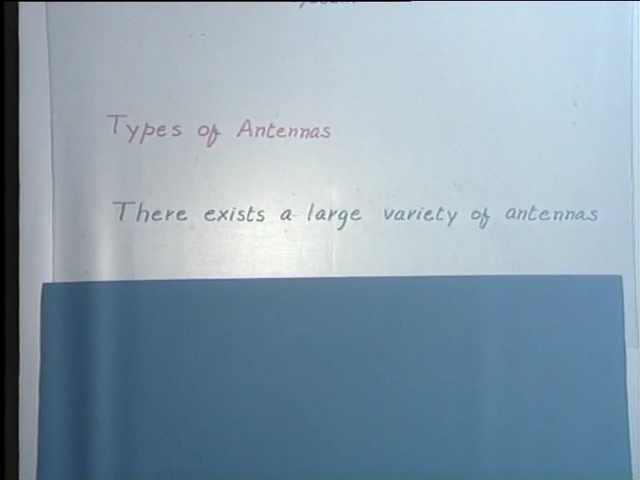 Types of Antennas
There exists a large variety of antennas